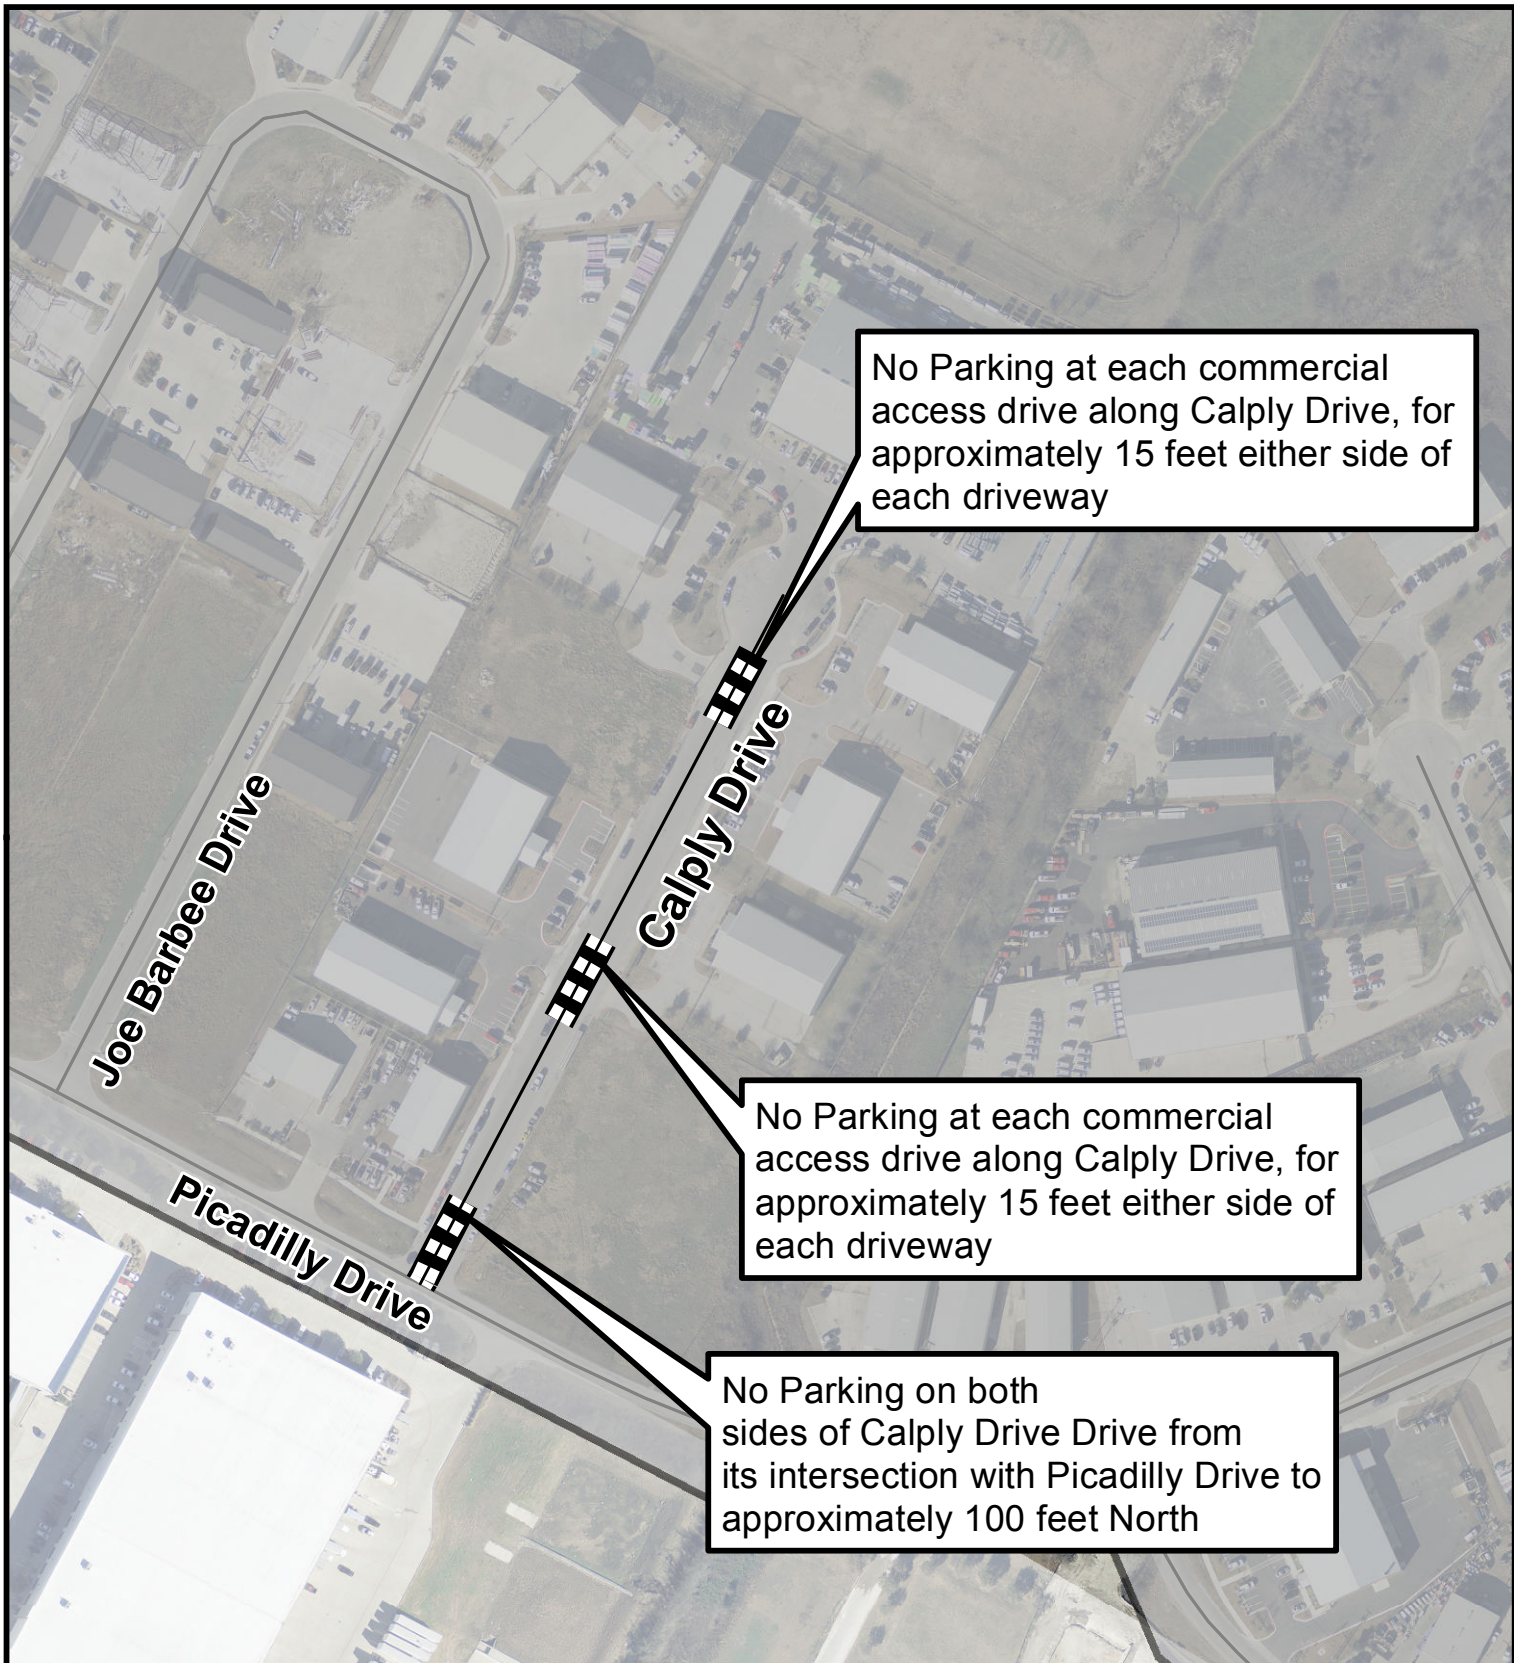 No Parking at each commercial
access drive along Calply Drive, for
approximately 15 feet either side of
each driveway
Calply Drive
Joe Barbee Drive
No Parking at each commercial
access drive along Calply Drive, for
approximately 15 feet either side of
each driveway
Picadilly Drive
No Parking on both
sides of Calply Drive Drive from
its intersection with Picadilly Drive to
approximately 100 feet North